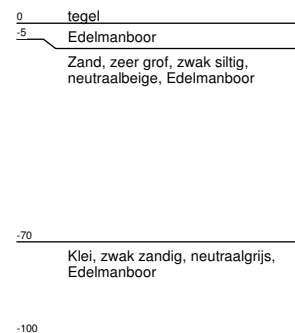 0 tegel
-5 Edelmanboor
Zand, zeer grof, zwak siltig,
neutraalbeige, Edelmanboor
-70
Klei, zwak zandig, neutraalgrijs,
Edelmanboor
-100